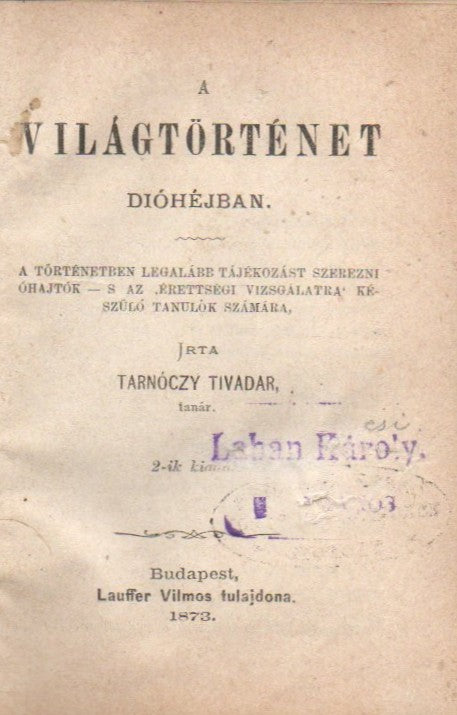 A
VILÁGTÖRTÉNET
DIÓHÉJBAN.
A TÖRTÉNETBEN LEGALÁBB TÁJÉKOZÁST SZEREZNI
ÓHAJTÓK — S AZ ‚ÉRETTSÉGI VIZSGÁLATRA‘ KÉ-
SZÜLŐ TANULÓK SZÁMÁRA,
IRTA
TARNÓCZY TIVADAR,
tanár.
csi
Laban Károly.
2-ik
Budapest,
Lauffer Vilmos tulajdona.
1873.